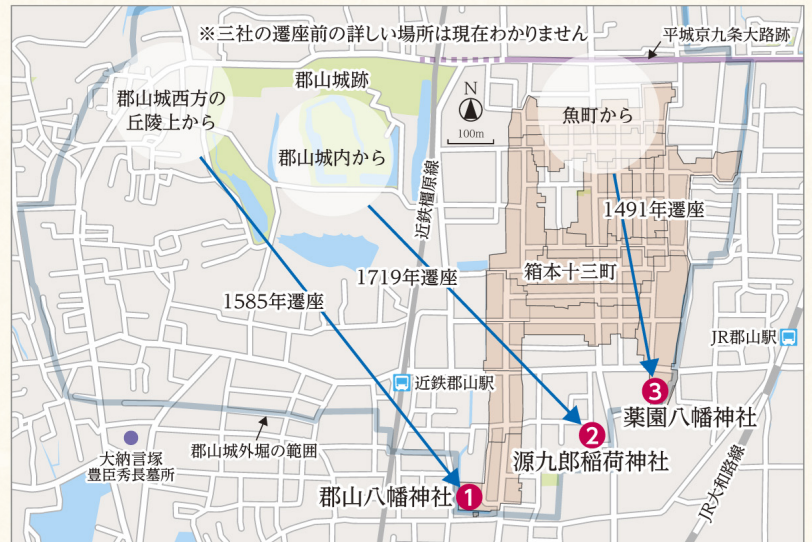 ※三社の遷座前の詳しい場所は現在わかりません
平城京九条大路跡
郡山城跡
郡山城西方の
丘陵上から
N
100m
魚町から
郡山城内から
近鉄橿原線
1491年遷座
箱本十三町
1719年遷座
1585年遷座
JR郡山駅
近鉄郡山駅
3
薬園八幡神社
2
源九郎稲荷神社
郡山城外堀の範囲
大納言塚
豊臣秀長墓所
郡山八幡神社
1
JR大和路線